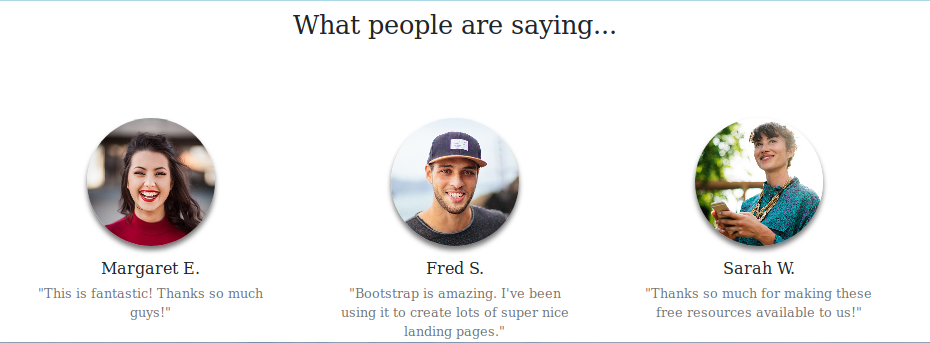 What people are saying...
Margaret E.
"This is fantastic! Thanks so much
guys!"
Fred S.
"Bootstrap is amazing. I've been
using it to create lots of super nice
landing pages."
Sarah W.
"Thanks so much for making these
free resources available to us!"